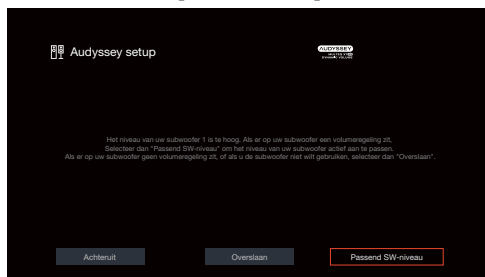 Audyssey setup
AUDYSSEY
DYNAMIC VOLUME
Het niveau van uw subwoofer 1 is te hoog. Als er op uw subwoofer een volumeregeling zit,
Selecteer dan "Passend SW-niveau" om het niveau van uw subwoofer actief aan te passen.
Als er op uw subwoofer geen volumeregeling zit, of als u de subwoofer niet wilt gebruiken, selecteer dan "Overslaan".
Achteruit
Overslaan
Passend SW-niveau